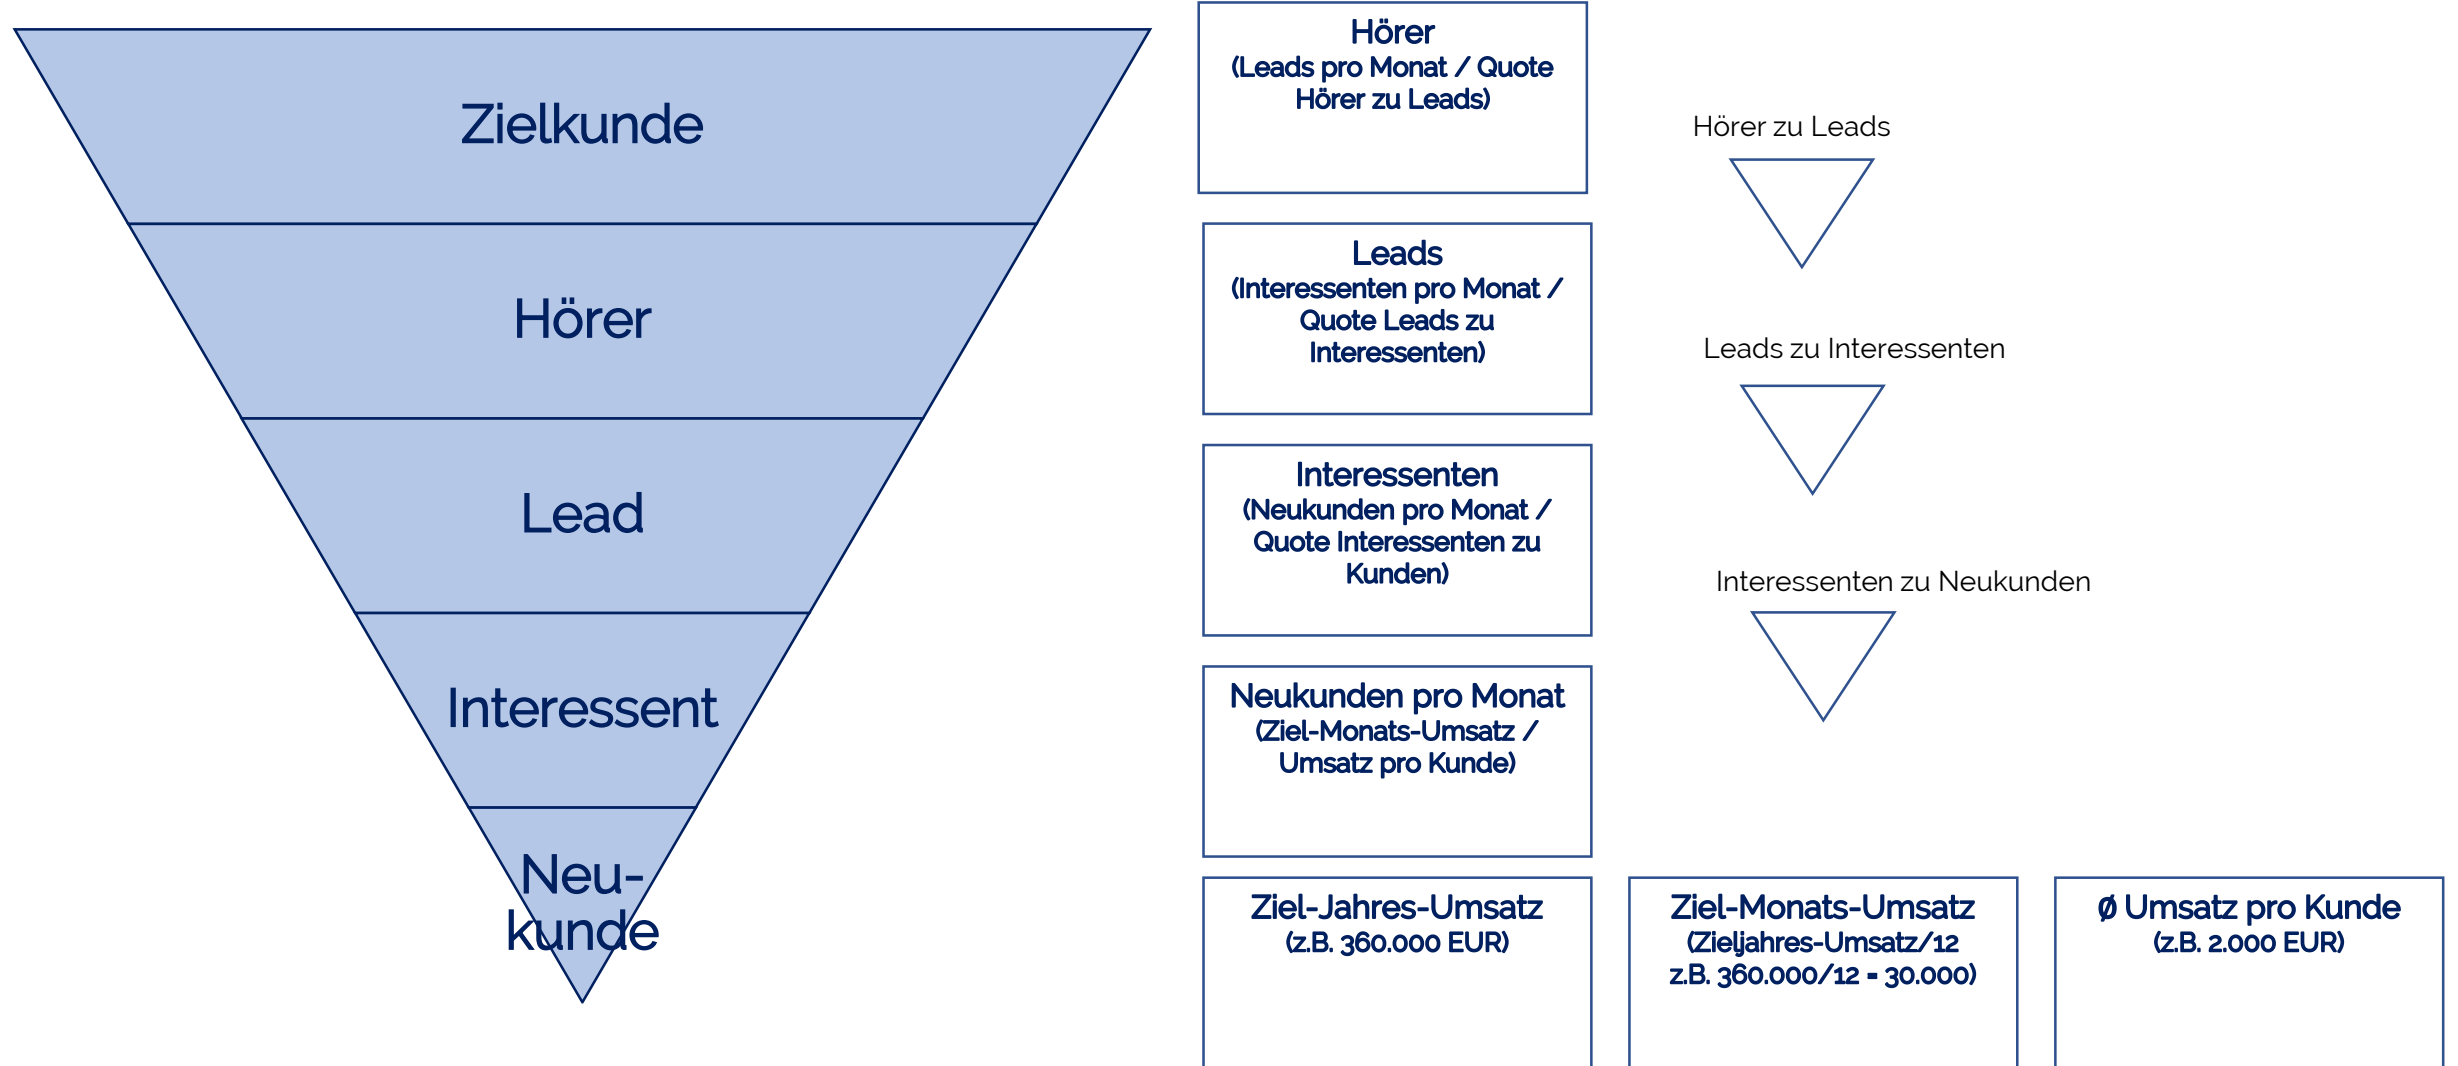 Zielkunde
Hörer
Lead
Interessent
Neu-
kunde
Hörer
(Leads pro Monat / Quote
Hörer zu Leads)
Leads
(Interessenten pro Monat /
Quote Leads zu
Interessenten)
Interessenten
(Neukunden pro Monat /
Quote Interessenten zu
Kunden)
Neukunden pro Monat
(Ziel-Monats-Umsatz /
Umsatz pro Kunde)
Hörer zu Leads
Leads zu Interessenten
Interessenten zu Neukunden
Ziel-Jahres-Umsatz
(z.B. 360.000 EUR)
Ziel-Monats-Umsatz
(Zieljahres-Umsatz/12
z.B. 360.000/12 = 30.000)
Ø Umsatz pro Kunde
(z.B. 2.000 EUR)